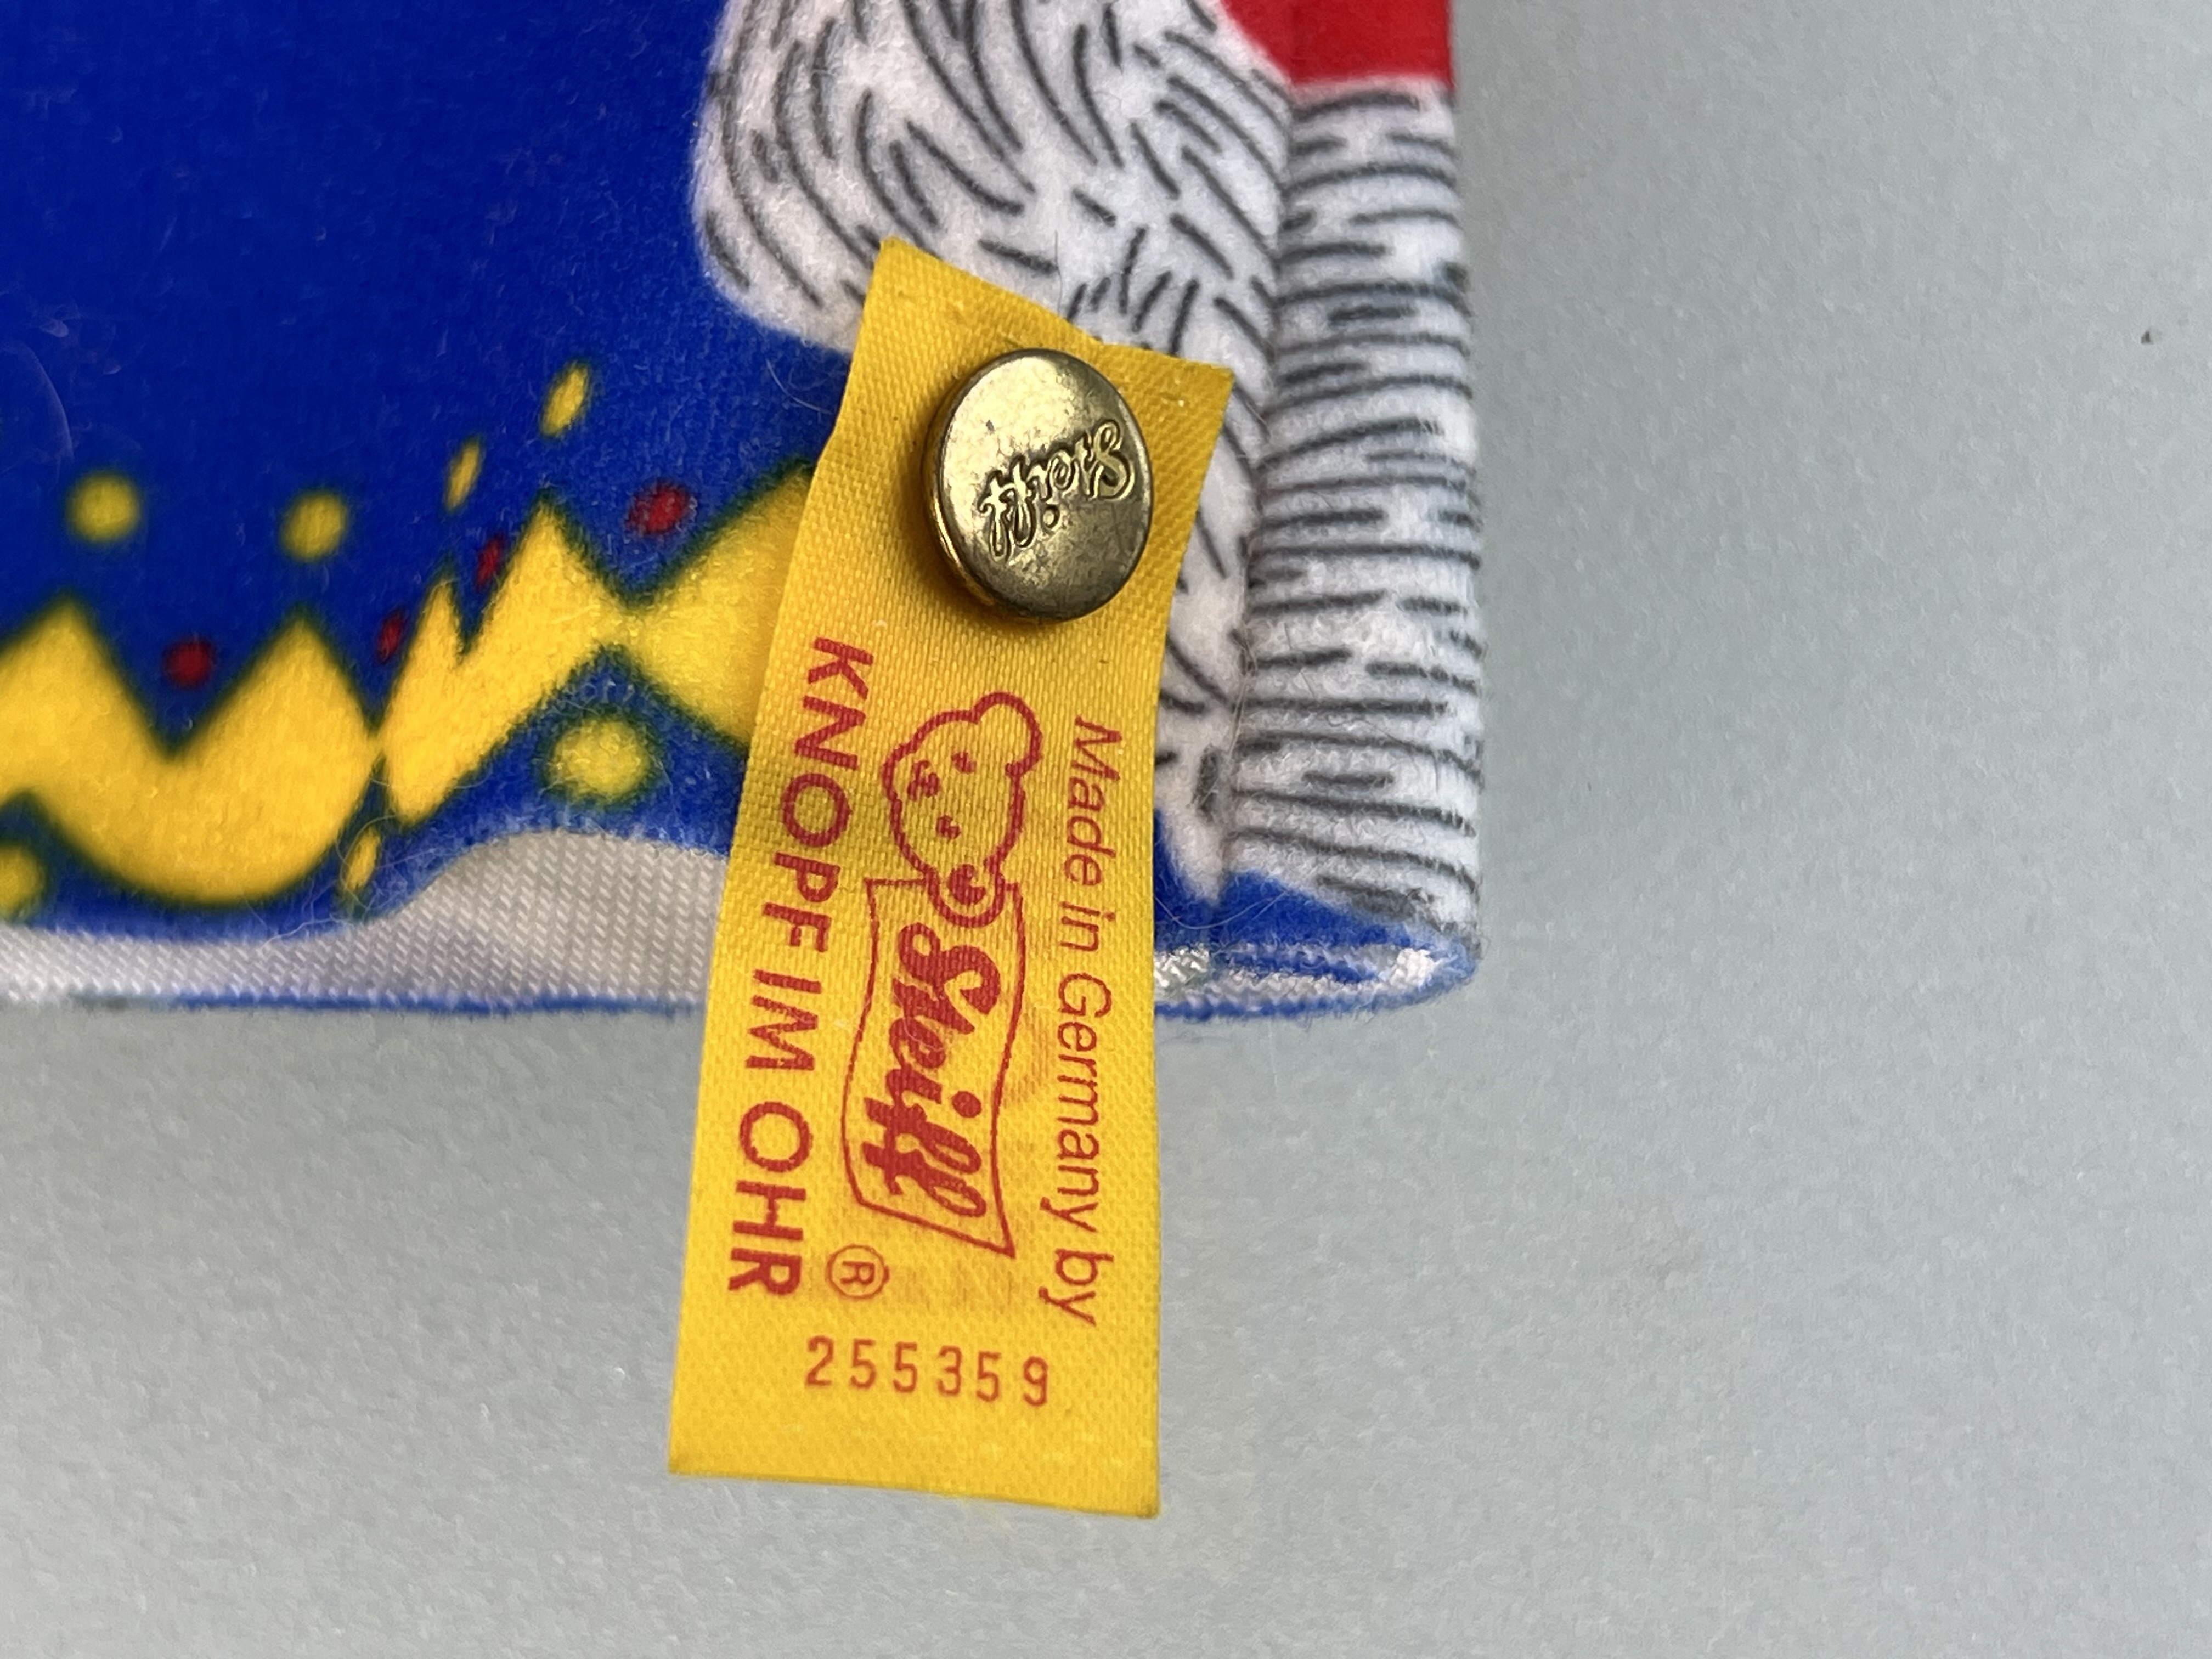 Steiff
Made in Germany by
Steiff
KNOPF IM OHR ®
255359